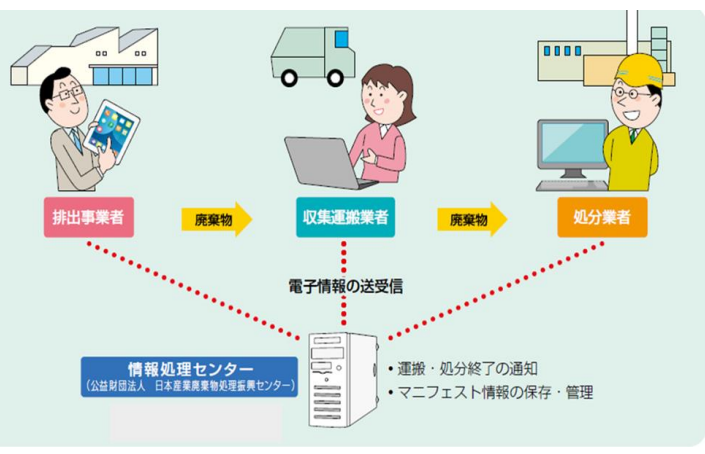 排出事業者
廃棄物
収集運搬業者
廃棄物
処分業者
電子情報の送受信
情報処理センター
(公益財団法人　日本産業廃棄物処理振興センター)
・運搬・処分終了の通知
・マニフェスト情報の保存・管理